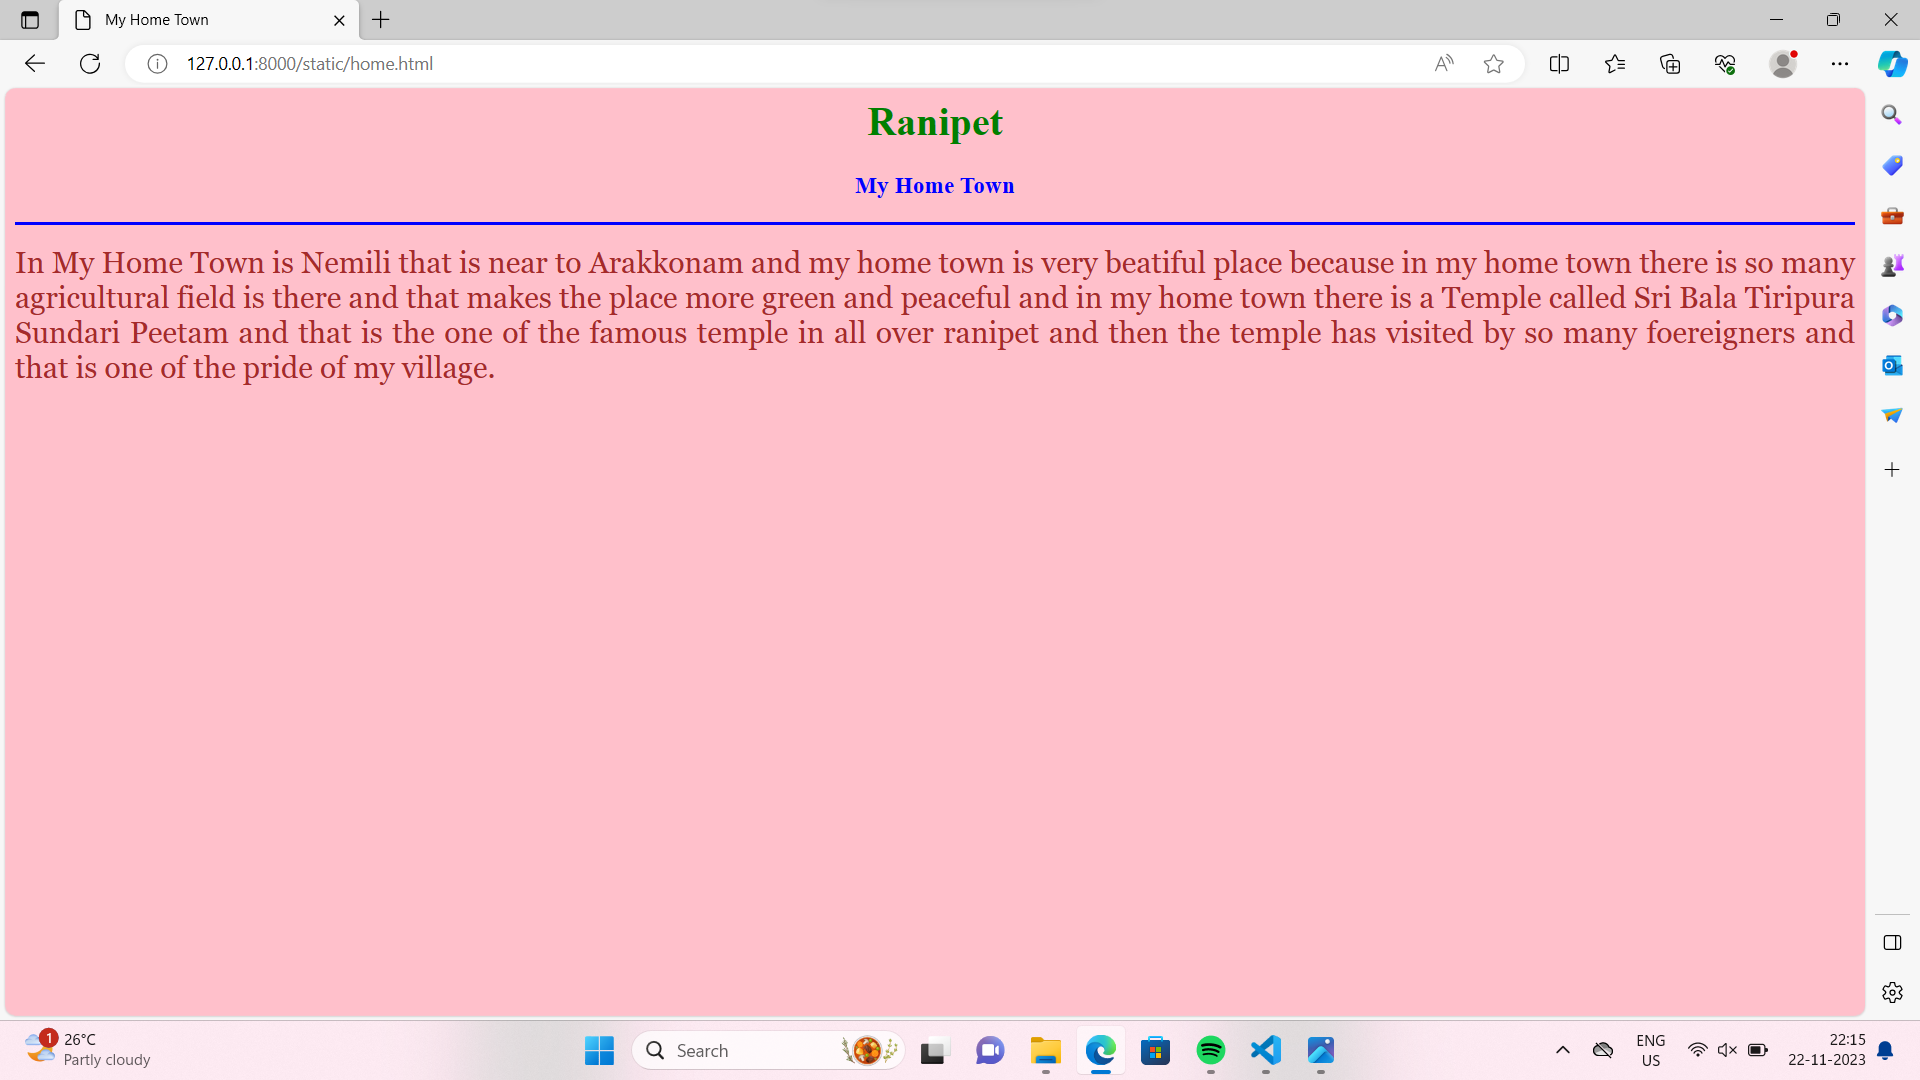 My Home Town
127.0.0.1:8000/static/home.html
Ranipet
My Home Town
In My Home Town is Nemili that is near to Arakkonam and my home town is very beatiful place because in my home town there is so many
agricultural field is there and that makes the place more green and peaceful and in my home town there is a Temple called Sri Bala Tiripura
Sundari Peetam and that is the one of the famous temple in all over ranipet and then the temple has visited by so many foereigners and
that is one of the pride of my village.
1
26°C
Partly cloudy
Search
ENG
US
22:15
22-11-2023